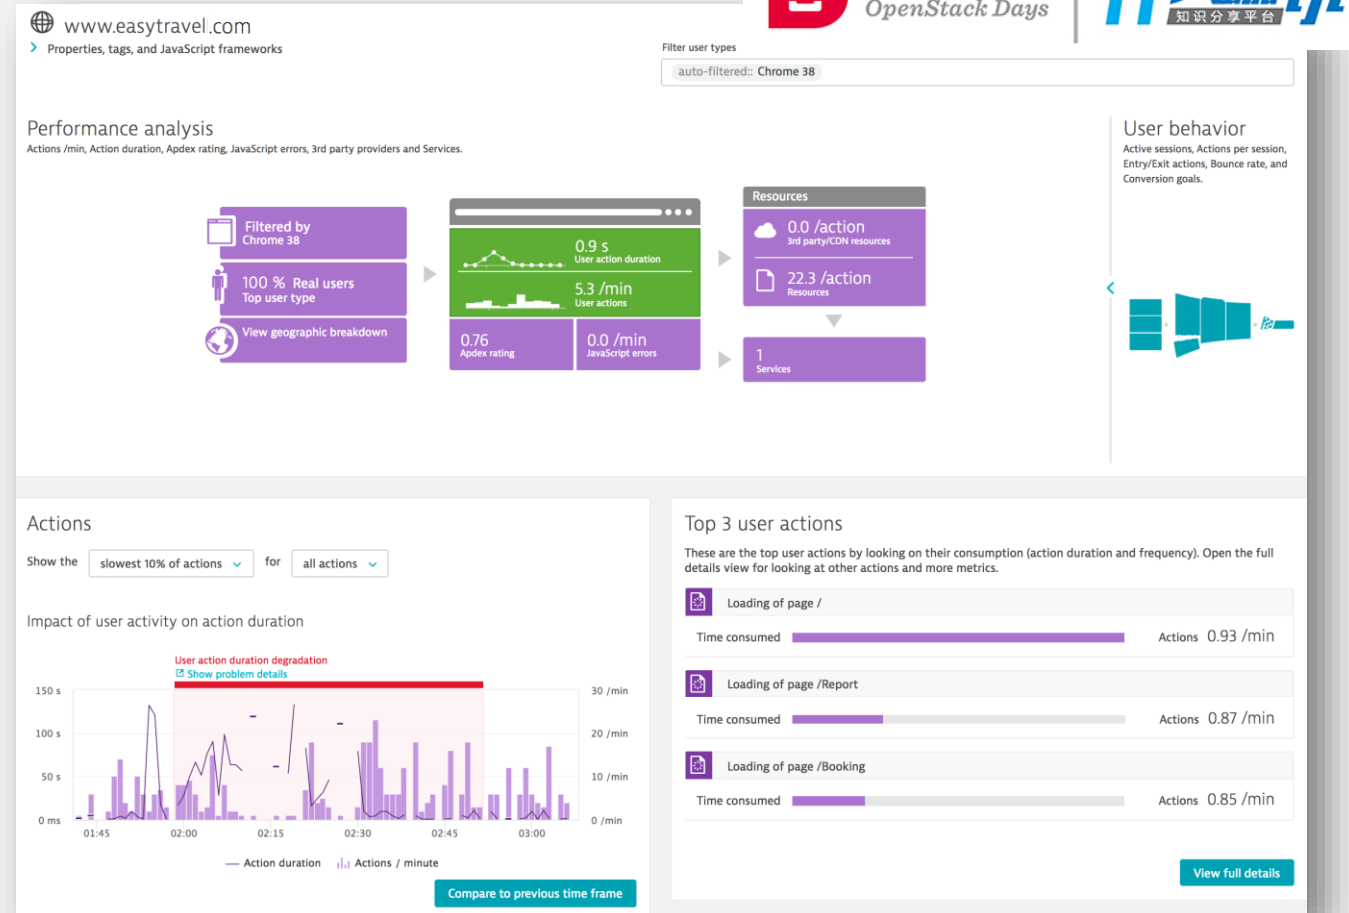 OpenStack Days
知识分享平台
www.easytravel.com
Properties, tags, and JavaScript frameworks
Filter user types
auto-filtered:: Chrome 38
Performance analysis
Actions /min, Action duration, Apdex rating, JavaScript errors, 3rd party providers and Services.
User behavior
Active sessions, Actions per session,
Entry/Exit actions, Bounce rate, and
Conversion goals.
Filtered by
Chrome 38
100 % Real users
Top user type
View geographic breakdown
0.9 s
User action duration
5.3 /min
User actions
0.76
Apdex rating
0.0 /min
JavaScript errors
Resources
0.0 /action
3rd party/CDN resources
22.3 /action
Resources
1
Services
Actions
Show the slowest 10% of actions for all actions
Impact of user activity on action duration
User action duration degradation
Show problem details
150 s
100 s
50 s
0 ms
30 /min
20 /min
10 /min
0 /min
01:45 02:00 02:15 02:30 02:45 03:00
Action duration Actions / minute
Compare to previous time frame
Top 3 user actions
These are the top user actions by looking on their consumption (action duration and frequency). Open the full
details view for looking at other actions and more metrics.
Loading of page /
Time consumed Actions 0.93 /min
Loading of page /Report
Time consumed Actions 0.87 /min
Loading of page /Booking
Time consumed Actions 0.85 /min
View full details